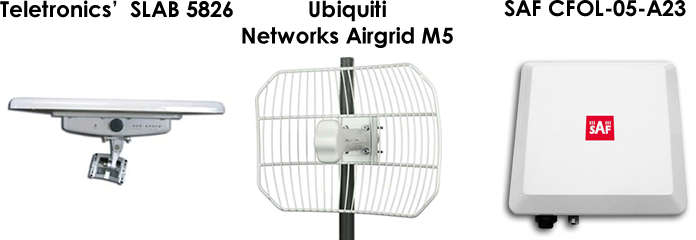 Teletronics’  SLAB 5826
Ubiquiti
Networks Airgrid M5
SAF CFOL-05-A23
SAF